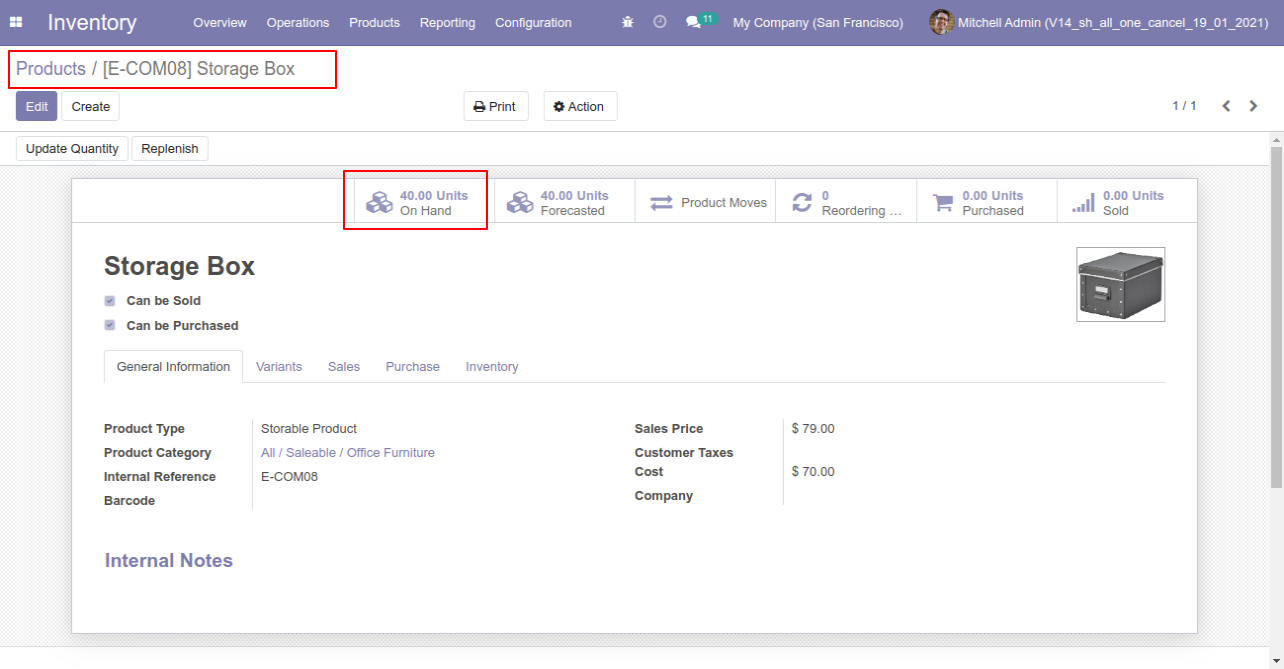 Inventory Overview Operations Products Reporting Configuration 11 My Company (San Francisco) Mitchell Admin (V14_sh_all_one_cancel_19_01_2021)
Products / [E-COM08] Storage Box
Edit Create Print Action 1 / 1
Update Quantity Replenish
40.00 Units 40.00 Units Product Moves 0 0.00 Units 0.00 Units
On Hand Forecasted Reordering ... Purchased Sold
Storage Box
Can be Sold
Can be Purchased
General Information Variants Sales Purchase Inventory
Product Type Storable Product Sales Price $ 79.00
Product Category All / Saleable / Office Furniture Customer Taxes
Internal Reference E-COM08 Cost $ 70.00
Barcode Company
Internal Notes